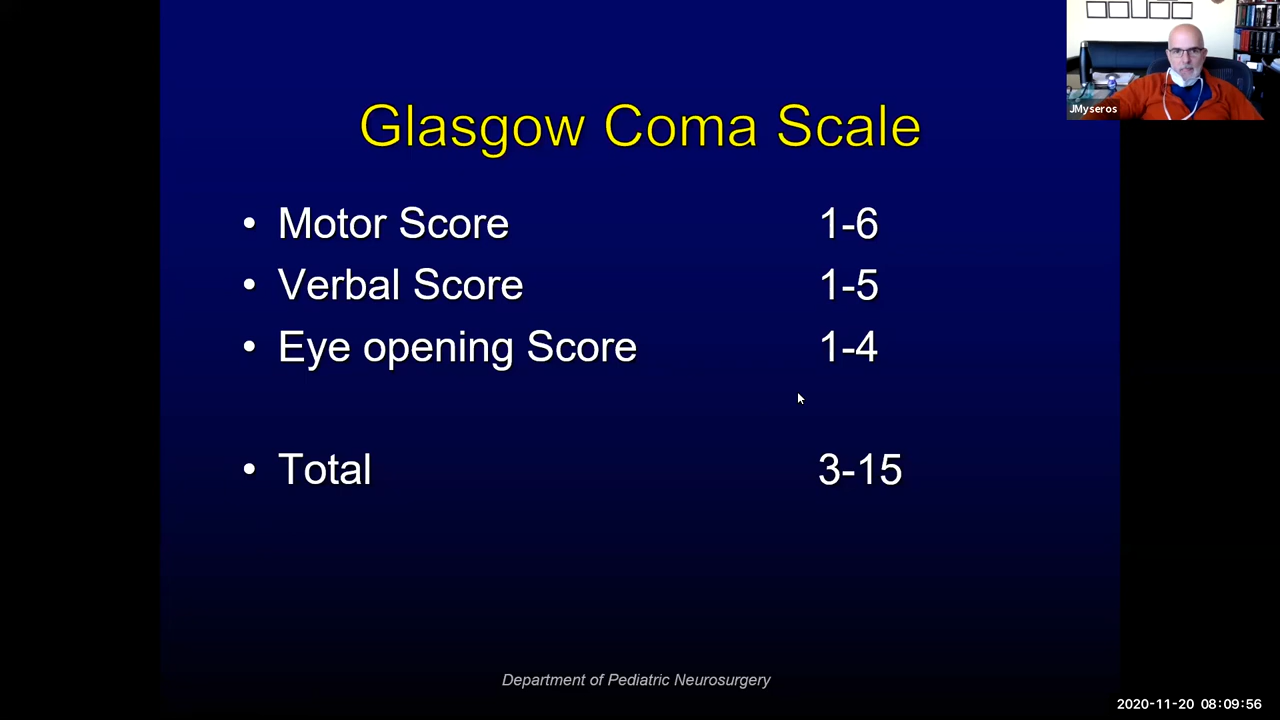 JMyseros
Glasgow Coma Scale
• Motor Score 1-6
• Verbal Score 1-5
• Eye opening Score 1-4
• Total 3-15
Department of Pediatric Neurosurgery
2020-11-20 08:09:56